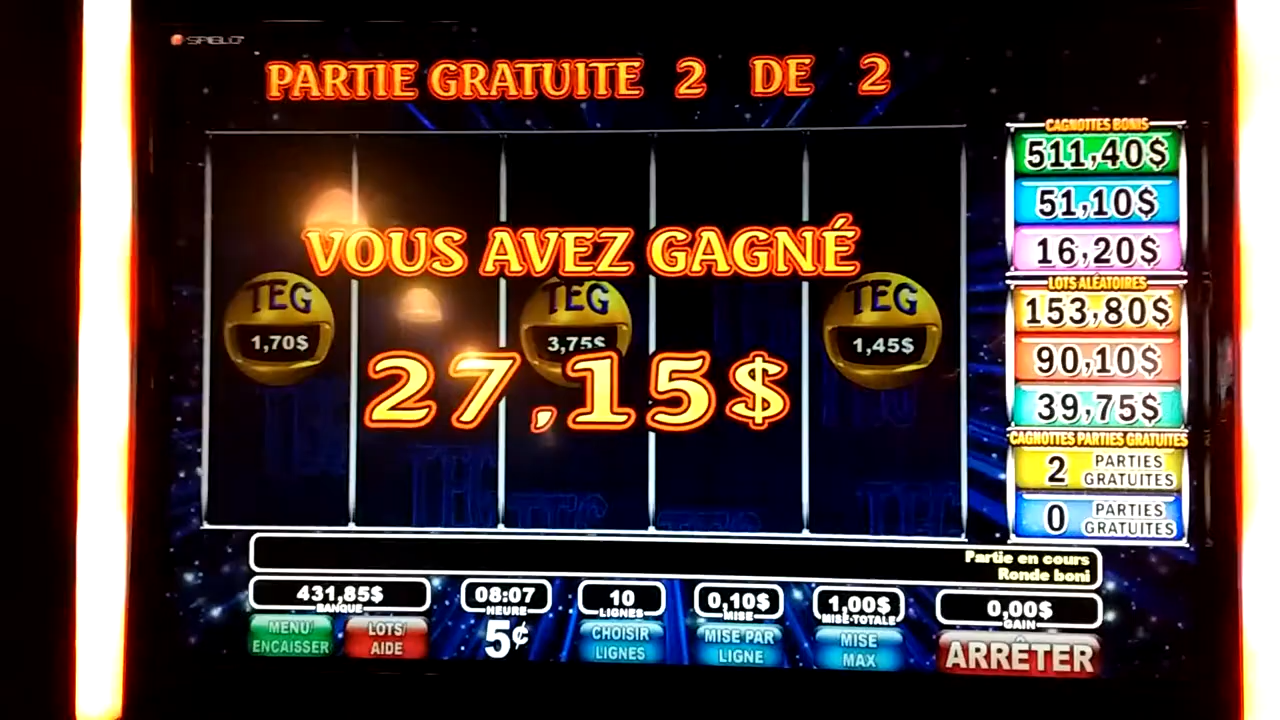 SPIELO
PARTIE GRATUITE 2 DE 2
CAGNOTTES BONIS
511,40$
51,10$
16,20$
VOUS AVEZ GAGNÉ
LOTS ALÉATOIRES
153,80$
90,10$
39,75$
TEG
1,70$
TEG
3,75$
TEG
1,45$
27,15$
CAGNOTTES PARTIES GRATUITES
2 PARTIES
GRATUITES
0 PARTIES
GRATUITES
Partie en cours
Ronde boni
431,85$
BANQUE
08:07
HEURE
10
LIGNES
0,10$
MISE
1,00$
MISE-TOTALE
0,00$
GAIN
MENU/
ENCAISSER
LOTS/
AIDE
5¢
CHOISIR
LIGNES
MISE PAR
LIGNE
MISE
MAX
ARRÊTER